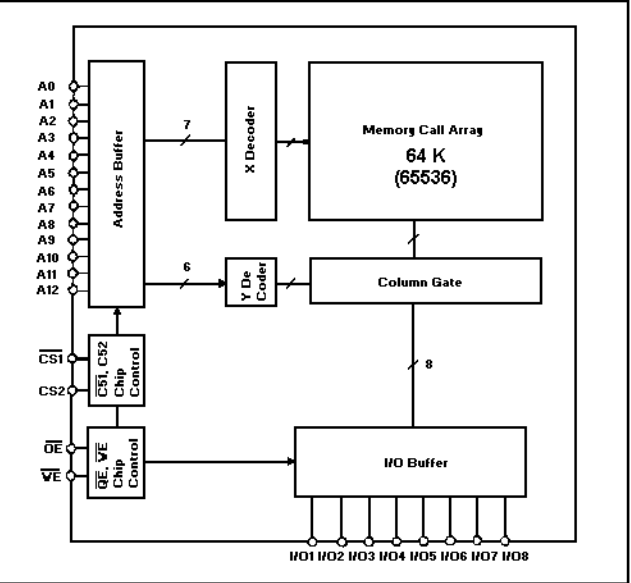 A0
A1
A2
A3
A4
A5
A6
A7
A8
A9
A10
A11
A12
Address Buffer
7
X Decoder
Memory Call Array
64 K
(65536)
6
Y De
Coder
Column Gate
CS1
CS2
C51, C52
Chip
Control
8
OE
WE
QE, WE
Chip
Control
I/O Buffer
I/O1 I/O2 I/O3 I/O4 I/O5 I/O6 I/O7 I/O8